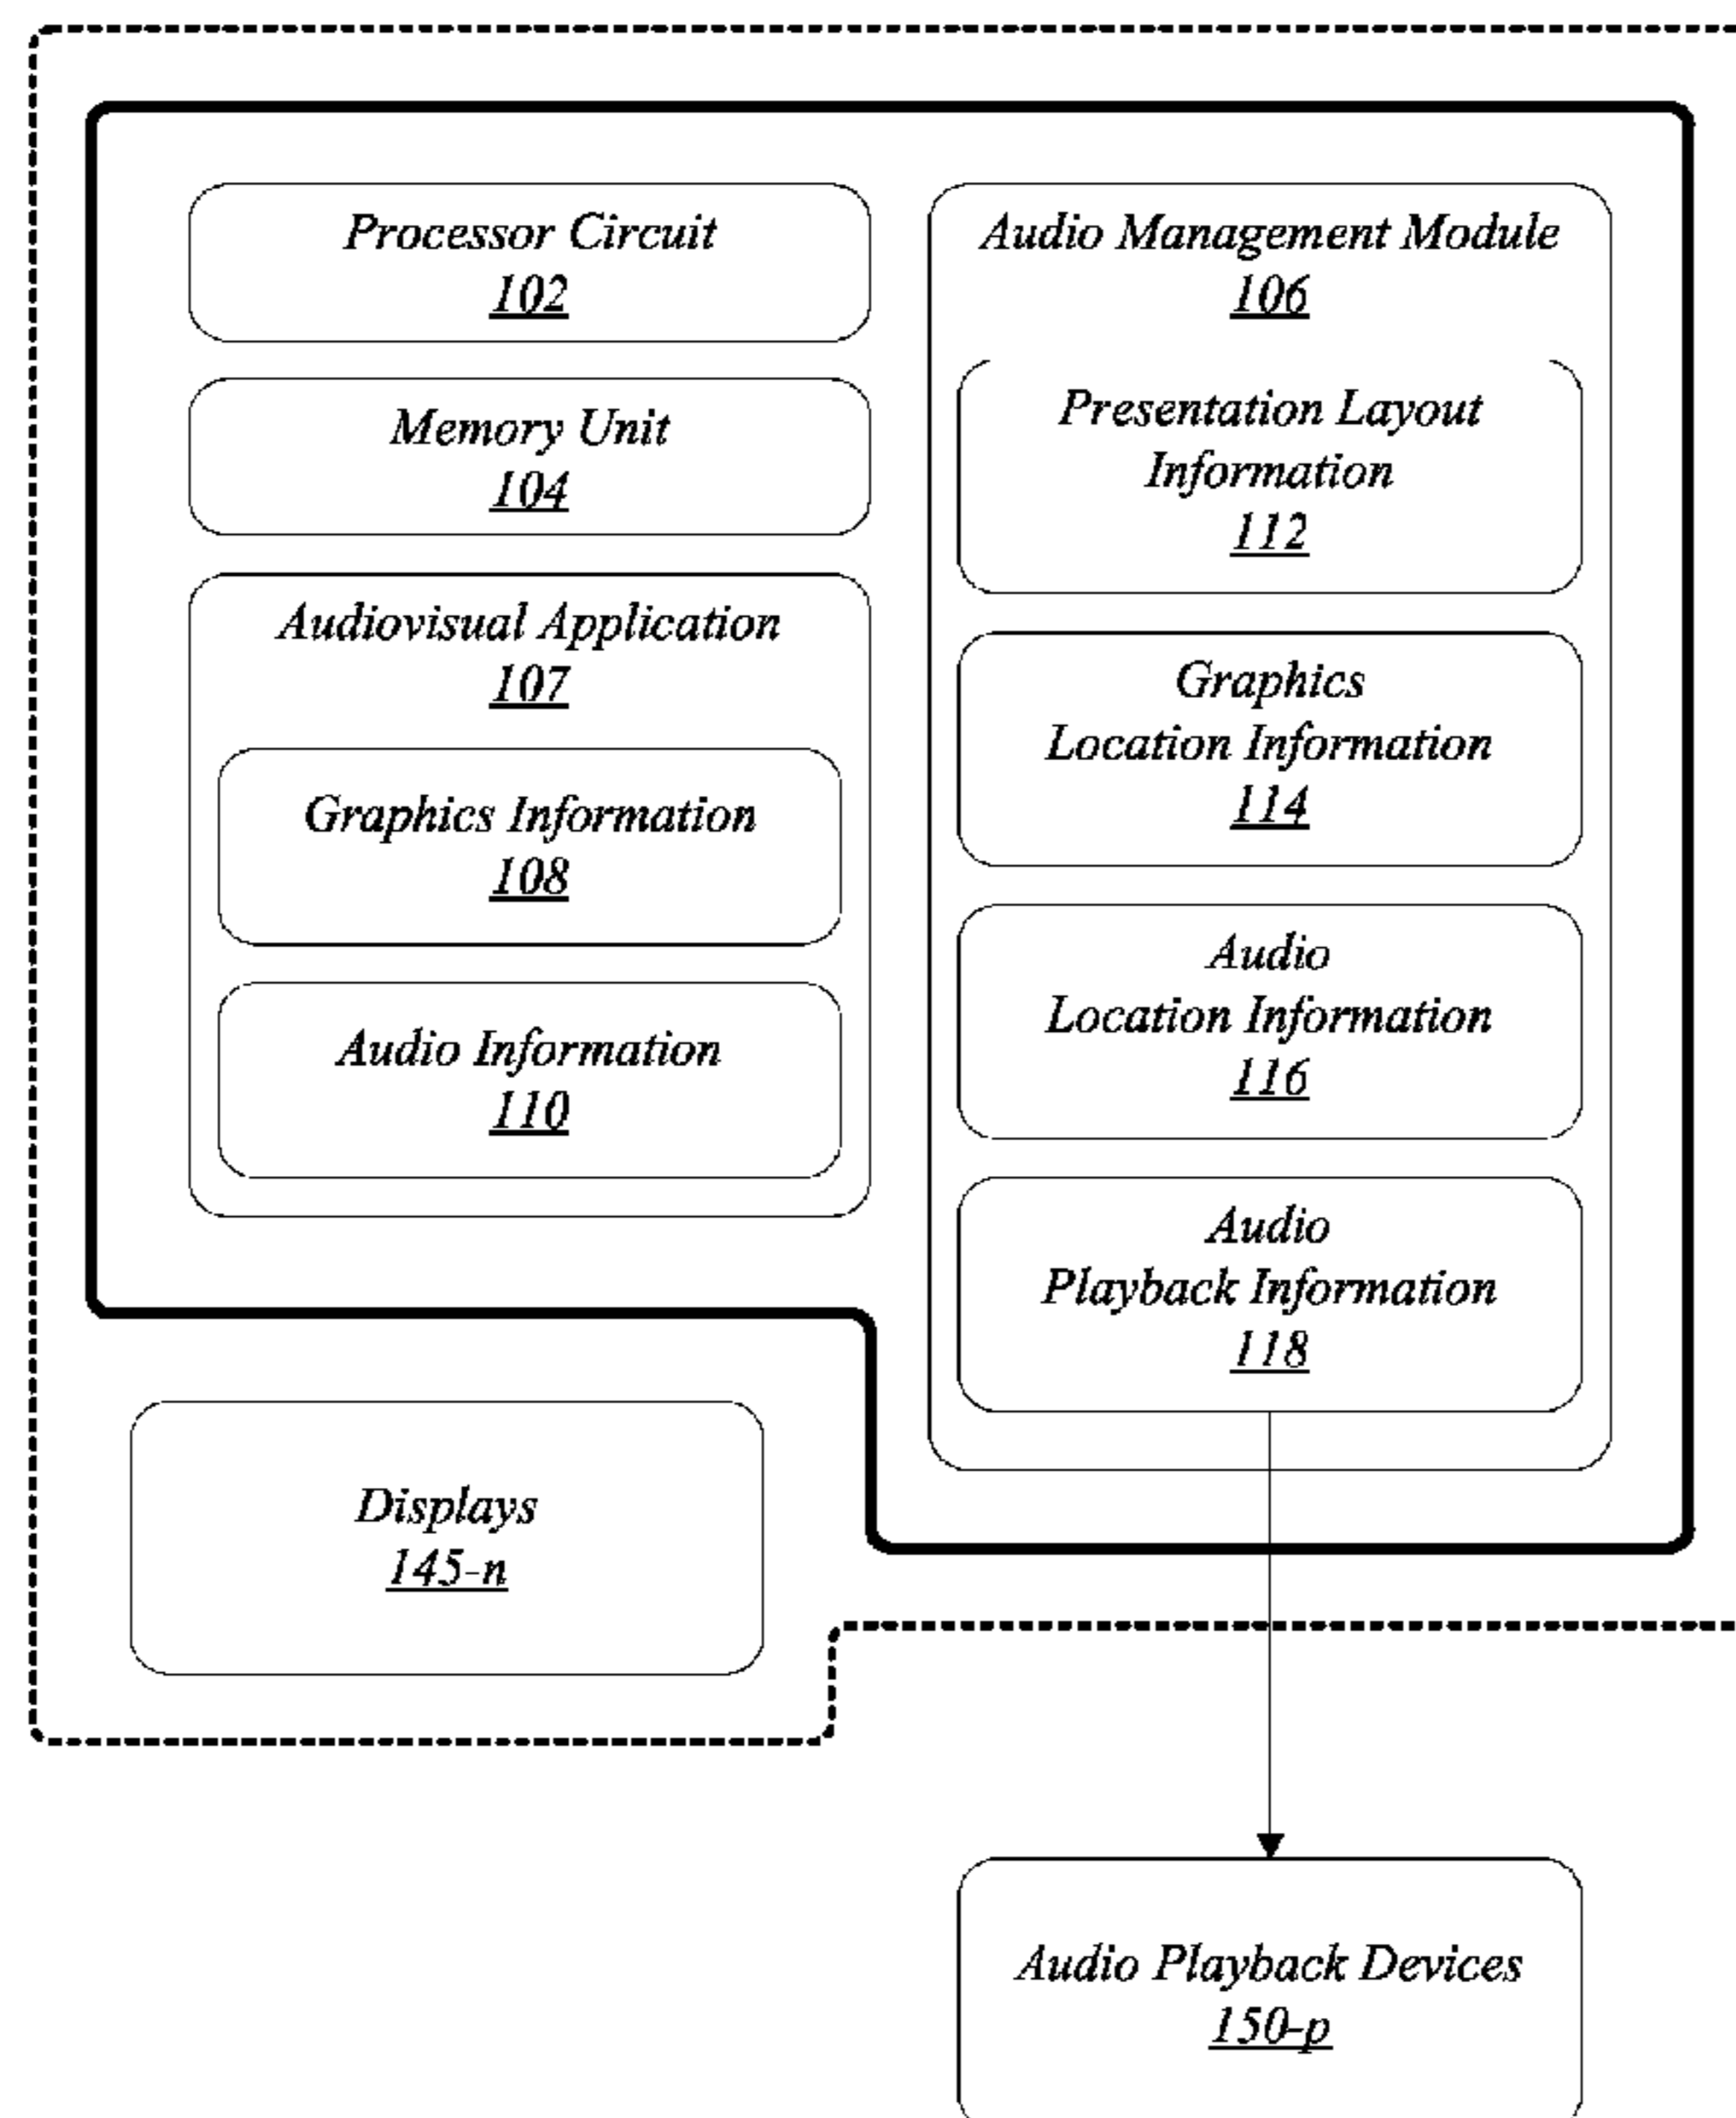 Processor Circuit
102
Memory Unit
104
Audiovisual Application
107
Graphics Information
108
Audio Information
110
Audio Management Module
106
Presentation Layout
Information
112
Graphics
Location Information
114
Audio
Location Information
116
Audio
Playback Information
118
Displays
145-n
Audio Playback Devices
150-p